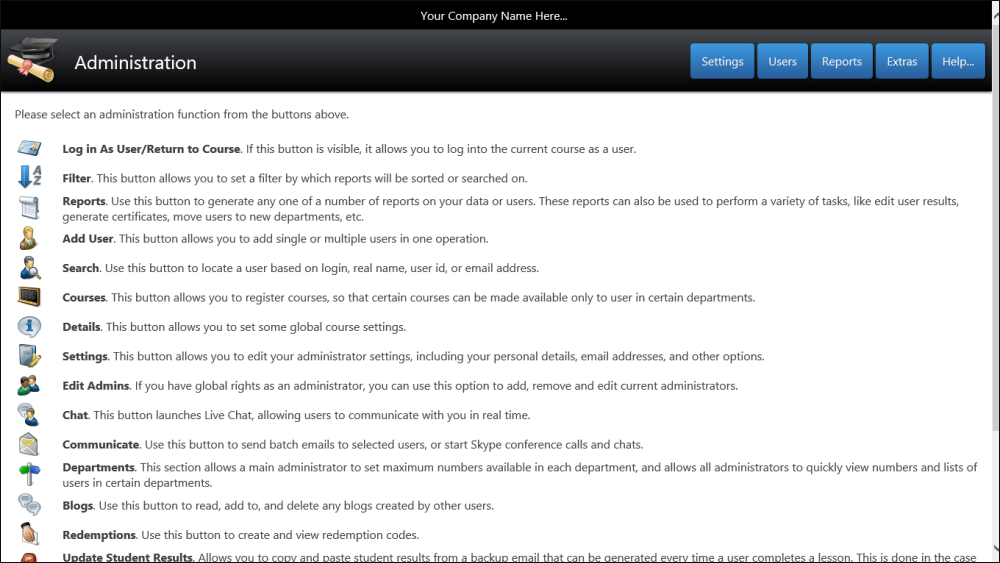 Your Company Name Here...
Administration
Settings
Users
Reports
Extras
Help...
Please select an administration function from the buttons above.
Log in As User/Return to Course. If this button is visible, it allows you to log into the current course as a user.
Filter. This button allows you to set a filter by which reports will be sorted or searched on.
Reports. Use this button to generate any one of a number of reports on your data or users. These reports can also be used to perform a variety of tasks, like edit user results,
generate certificates, move users to new departments, etc.
Add User. This button allows you to add single or multiple users in one operation.
Search. Use this button to locate a user based on login, real name, user id, or email address.
Courses. This button allows you to register courses, so that certain courses can be made available only to user in certain departments.
Details. This button allows you to set some global course settings.
Settings. This button allows you to edit your administrator settings, including your personal details, email addresses, and other options.
Edit Admins. If you have global rights as an administrator, you can use this option to add, remove and edit current administrators.
Chat. This button launches Live Chat, allowing users to communicate with you in real time.
Communicate. Use this button to send batch emails to selected users, or start Skype conference calls and chats.
Departments. This section allows a main administrator to set maximum numbers available in each department, and allows all administrators to quickly view numbers and lists of
users in certain departments.
Blogs. Use this button to read, add to, and delete any blogs created by other users.
Redemptions. Use this button to create and view redemption codes.
Update Student Results. Allows you to copy and paste student results from a backup email that can be generated every time a user completes a lesson. This is done in the case